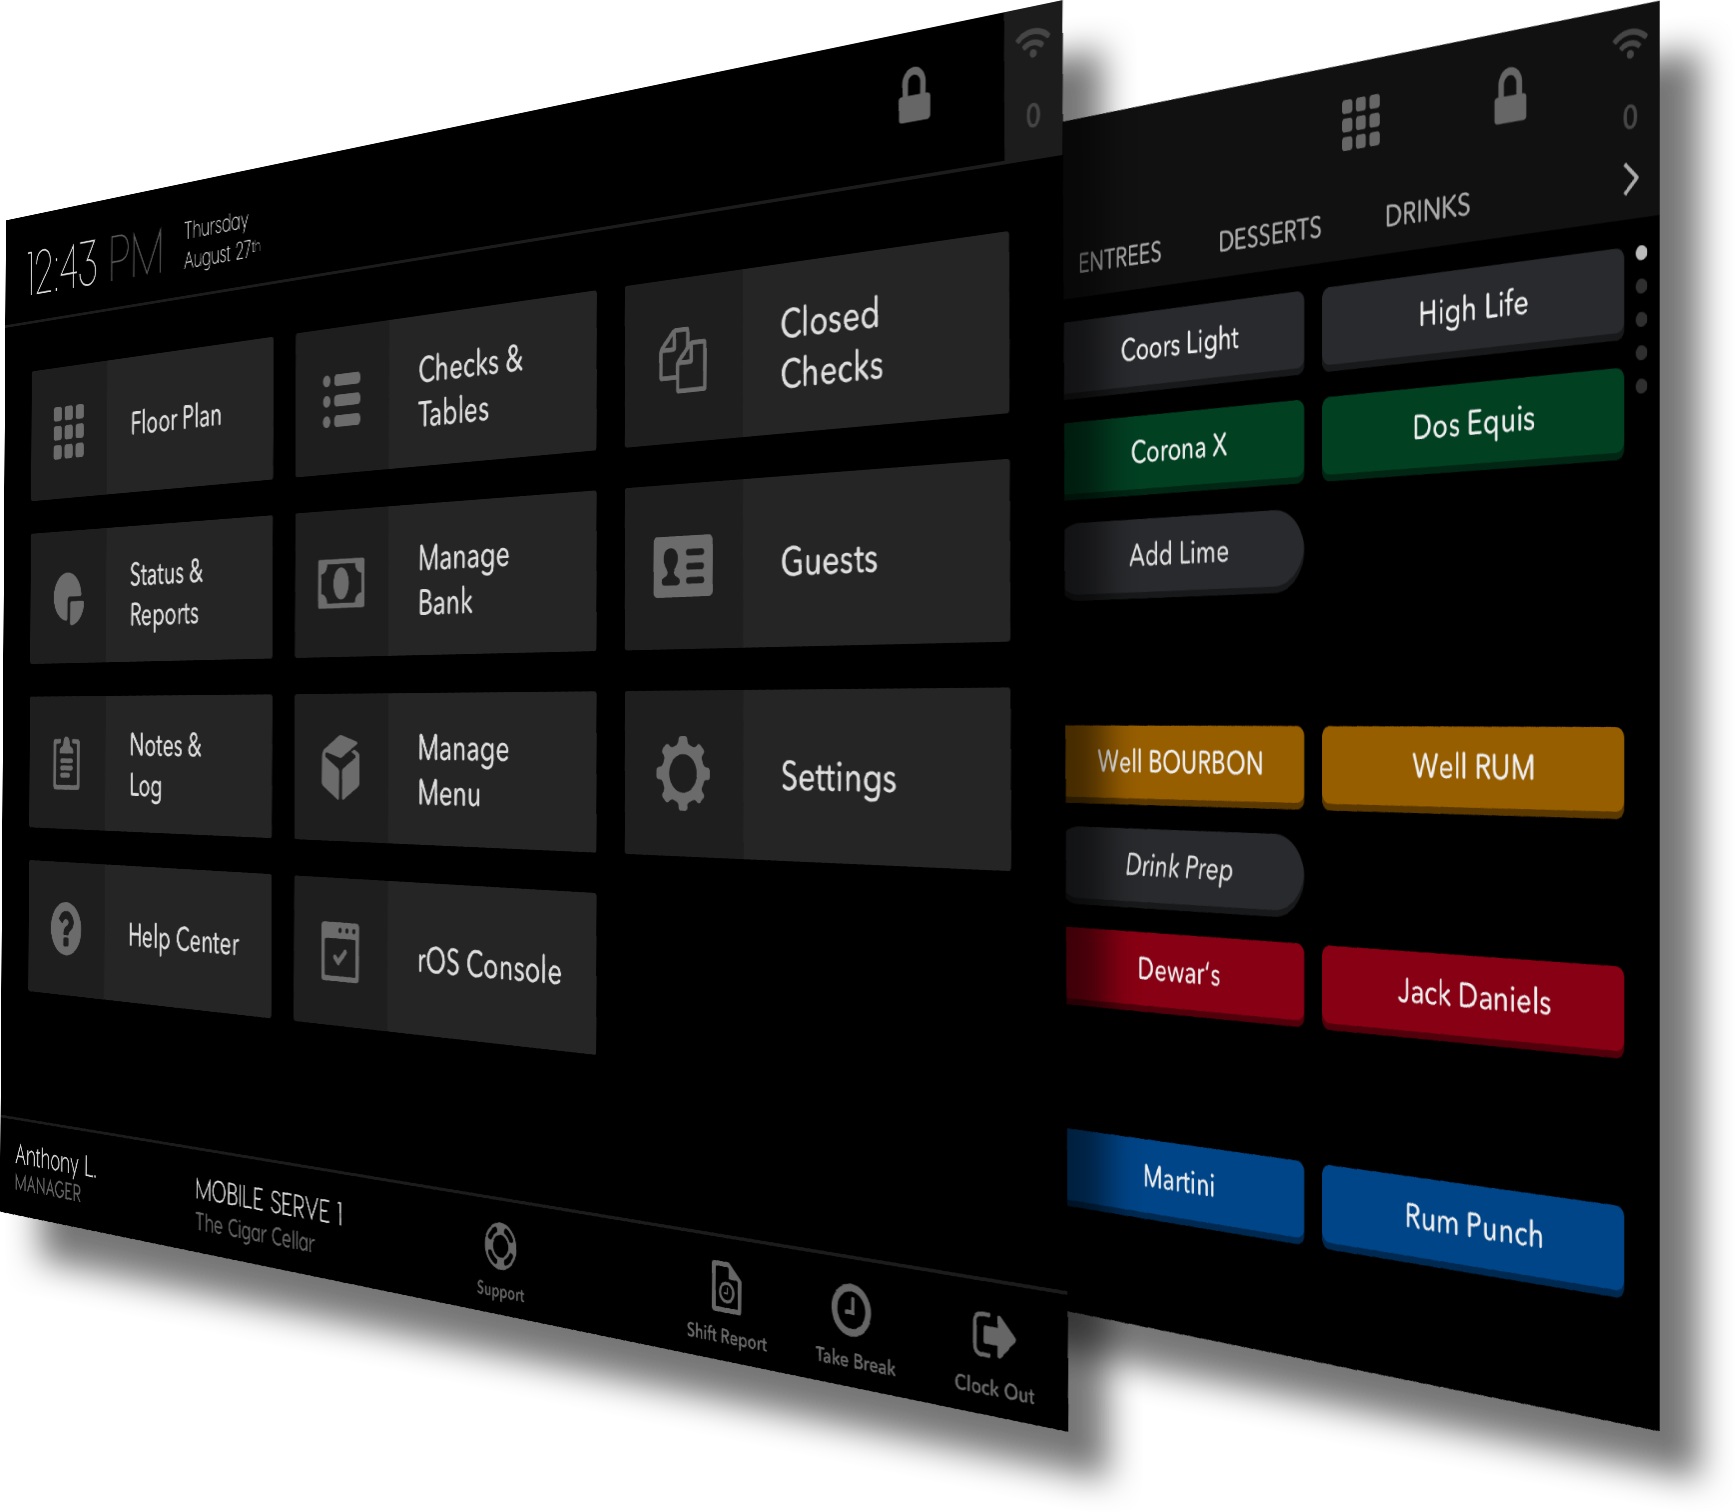 12:43 PM
Thursday
August 27th
0
Floor Plan
Checks &
Tables
Closed
Checks
Status &
Reports
Manage
Bank
Guests
Notes &
Log
Manage
Menu
Settings
Help Center
rOS Console
Anthony L.
MANAGER
MOBILE SERVE 1
The Cigar Cellar
Support
Shift Report
Take Break
Clock Out
0
ENTREES
DESSERTS
DRINKS
Coors Light
High Life
Corona X
Dos Equis
Add Lime
Well BOURBON
Well RUM
Drink Prep
Dewar's
Jack Daniels
Martini
Rum Punch